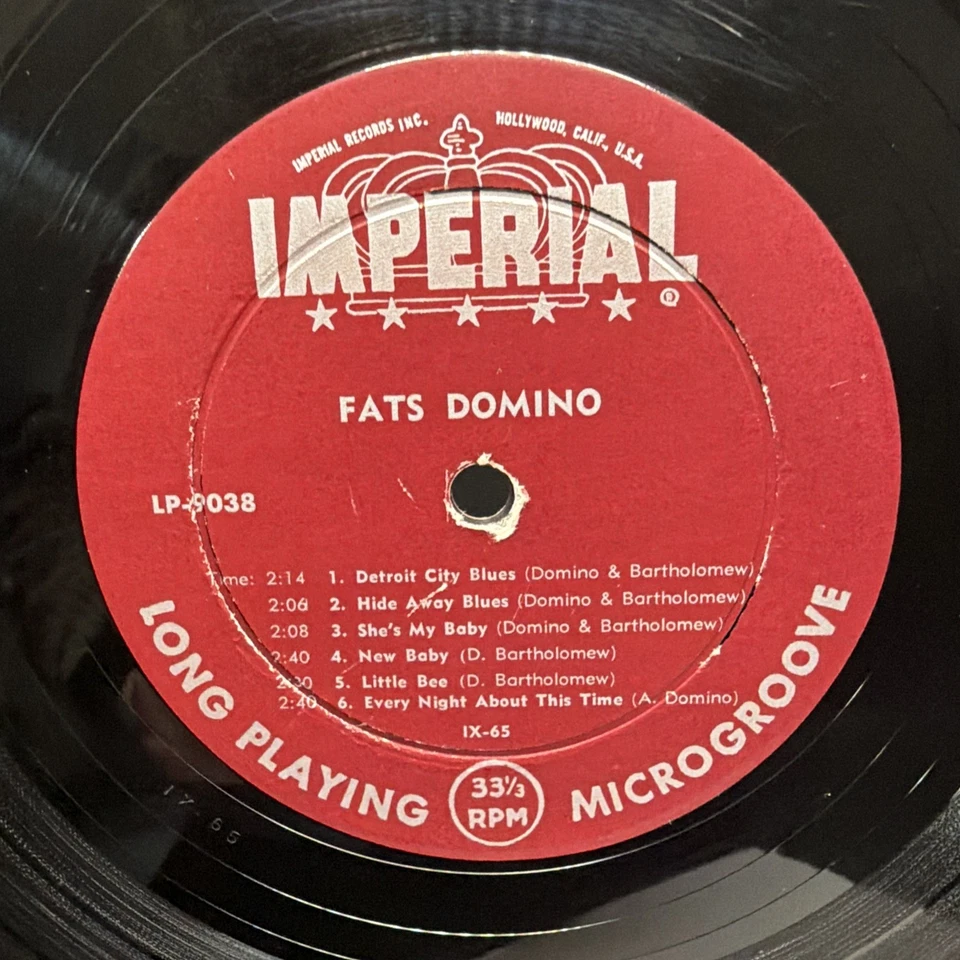 IMPERIAL RECORDS INC. HOLLYWOOD, CALIF., U.S.A.
IMPERIAL
FATS DOMINO
LP-9038
Time: 2:14 1. Detroit City Blues (Domino & Bartholomew)
2:06 2. Hide Away Blues (Domino & Bartholomew)
2:08 3. She's My Baby (Domino & Bartholomew)
2:40 4. New Baby (D. Bartholomew)
5. Little Bee (D. Bartholomew)
2:40 6. Every Night About This Time (A. Domino)
IX-65
LONG PLAYING 33⅓ RPM MICROGROOVE